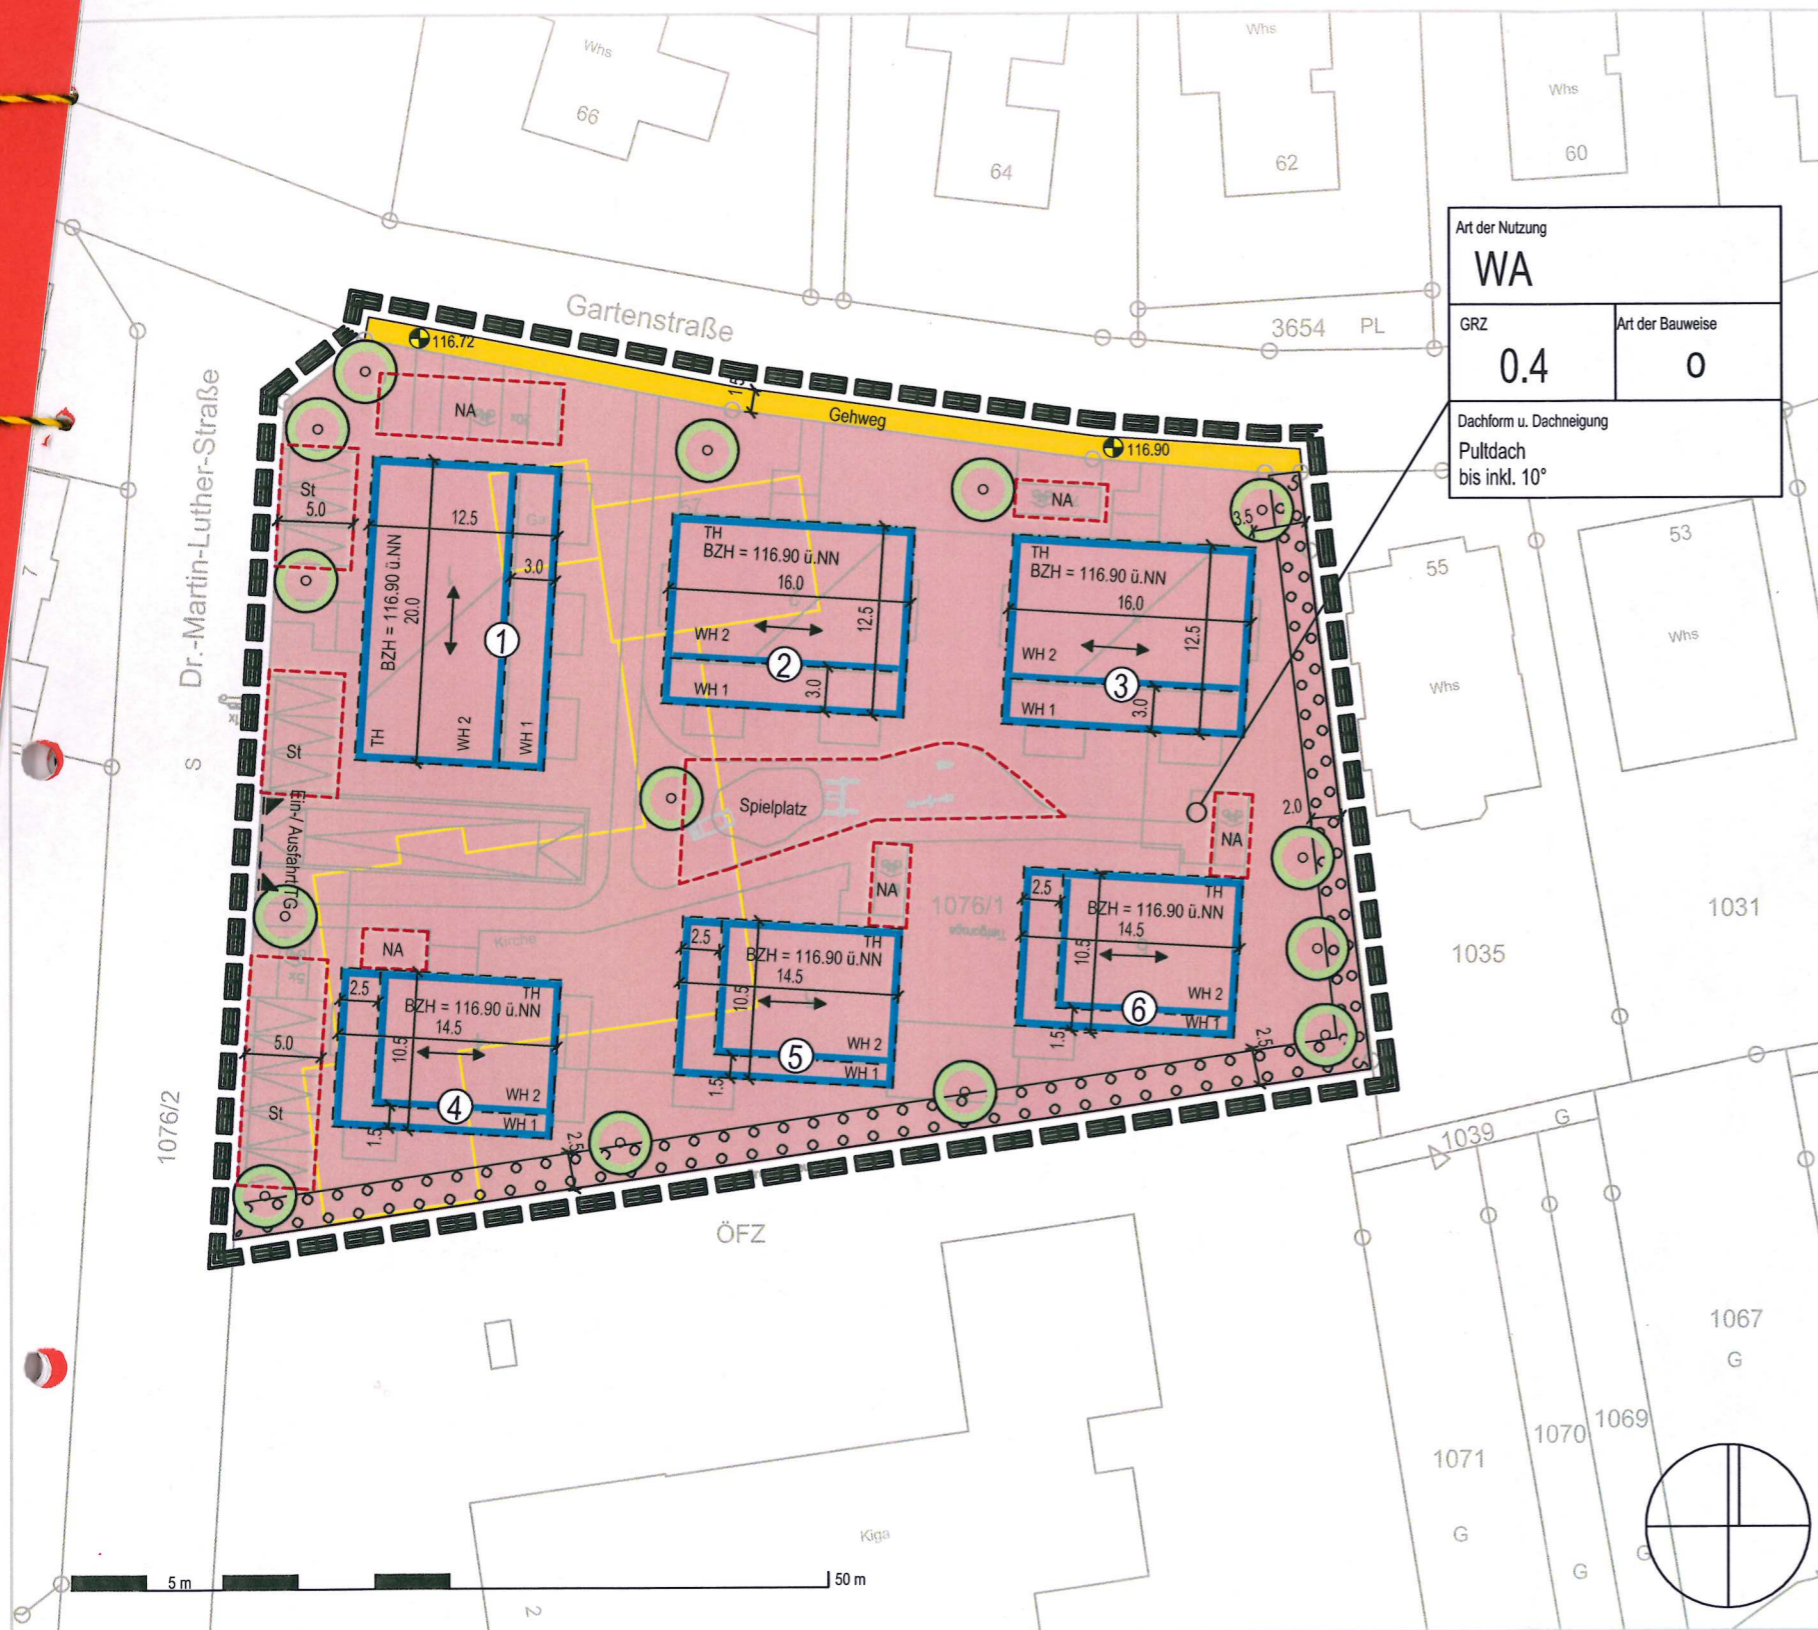 Whs
66
64
Whs
62
Whs
60
Art der Nutzung
WA
GRZ
0.4
Art der Bauweise
o
Dachform u. Dachneigung
Pultdach
bis inkl. 10°
Gartenstraße
3654
PL
116.72
1.5
Gehweg
116.90
Dr.-Martin-Luther-Straße
S
7
NA
St
5.0
12.5
3.0
BZH = 116.90 ü.NN
20.0
1
TH
WH 2
WH 1
TH
BZH = 116.90 ü.NN
16.0
12.5
WH 2
2
WH 1
3.0
NA
TH
BZH = 116.90 ü.NN
16.0
12.5
WH 2
3
WH 1
3.0
3.5
55
Whs
53
Whs
St
Ein-/ Ausfahrt TG
Spielplatz
2.0
NA
NA
1076/1
Tiefgarage
Kirche
NA
2.5
TH
BZH = 116.90 ü.NN
14.5
10.5
WH 2
4
WH 1
1.5
2.5
TH
BZH = 116.90 ü.NN
14.5
10.5
WH 2
5
WH 1
1.5
2.5
TH
BZH = 116.90 ü.NN
14.5
10.5
WH 2
6
WH 1
1.5
2.5
5.0
St
2.5
1076/2
ÖFZ
1035
1031
1039
G
1067
G
1069
1070
1071
G
G
G
Kiga
2
5 m
50 m